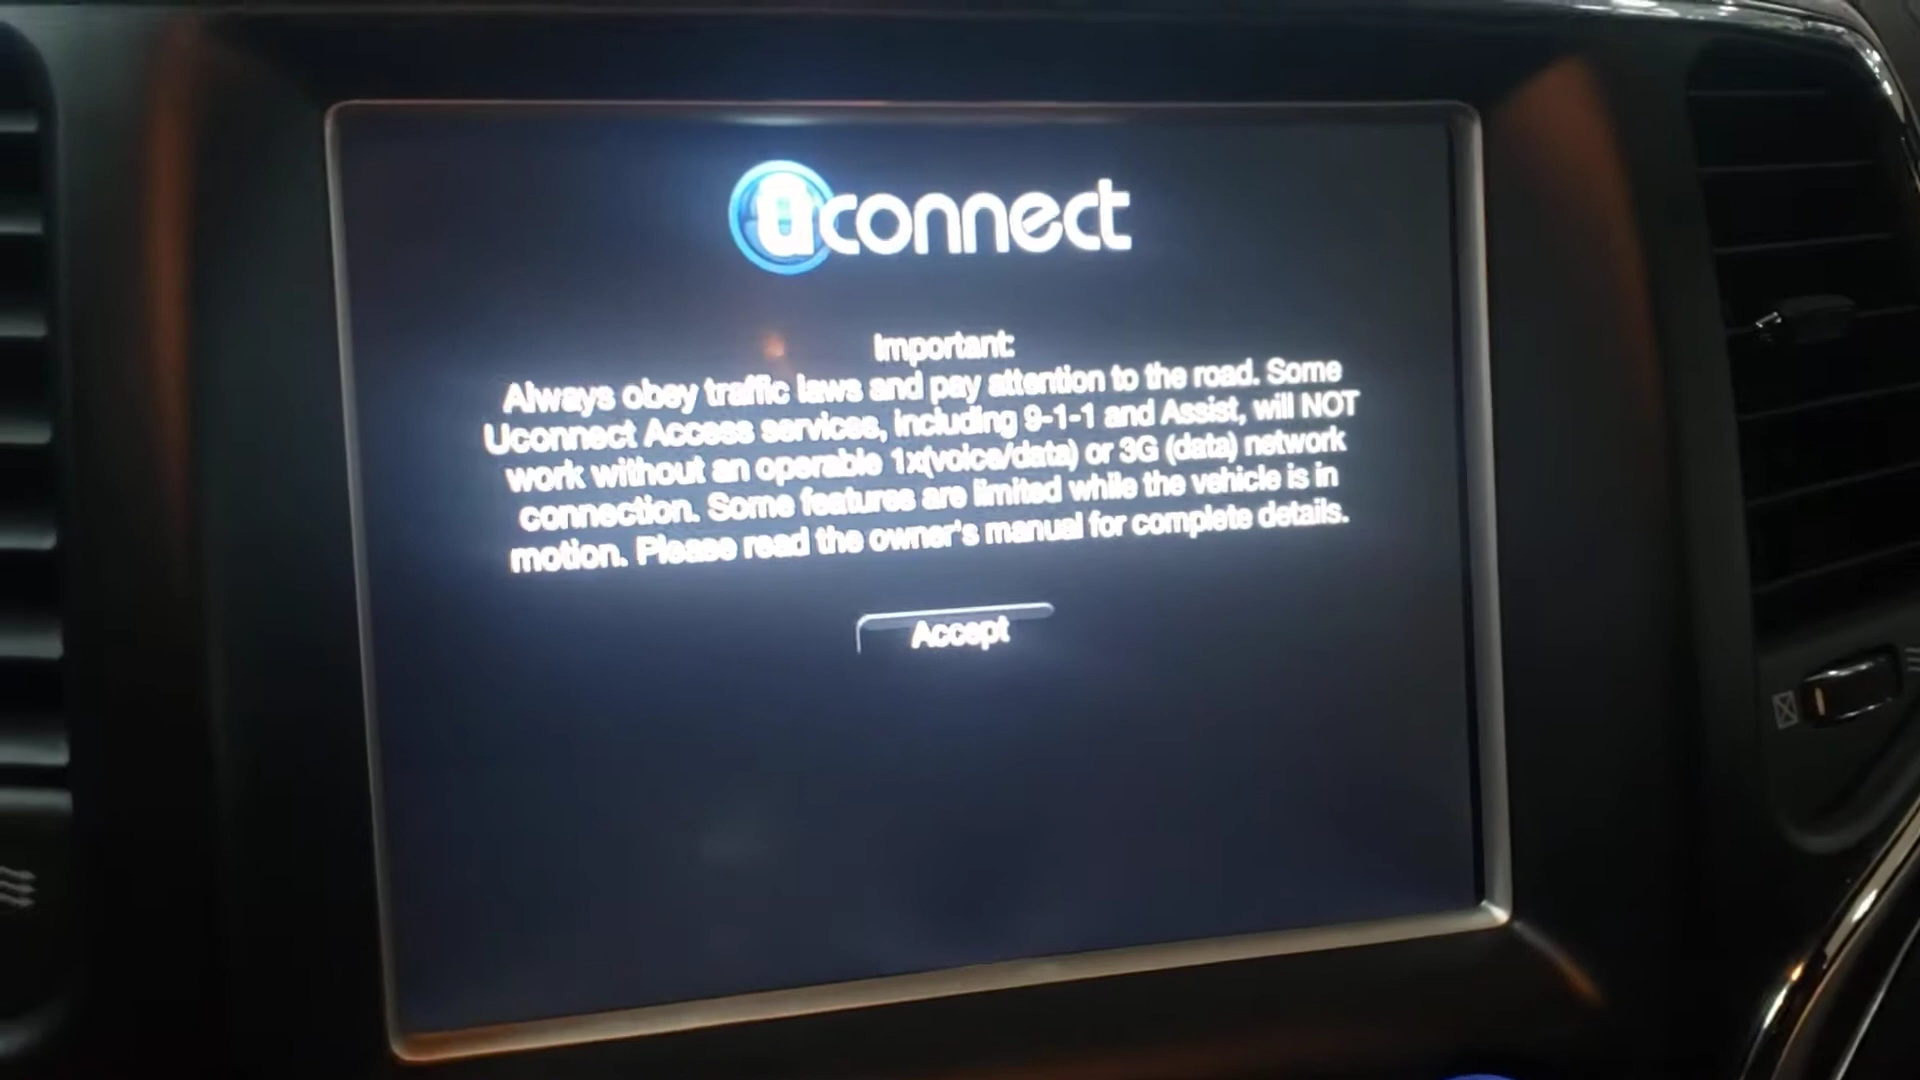 uconnect
Important:
Always obey traffic laws and pay attention to the road. Some
Uconnect Access services, including 9-1-1 and Assist, will NOT
work without an operable 1x(voice/data) or 3G (data) network
connection. Some features are limited while the vehicle is in
motion. Please read the owner's manual for complete details.
Accept